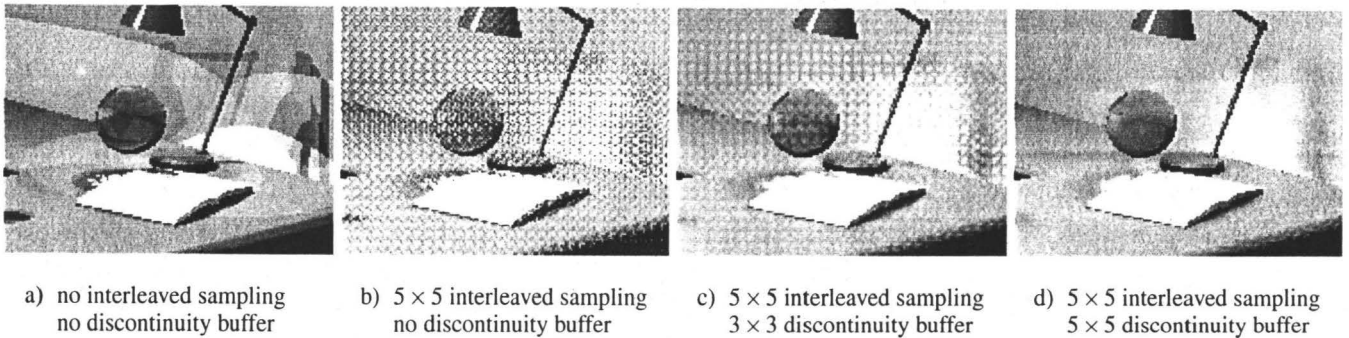 a) no interleaved sampling
no discontinuity buffer
b) 5 × 5 interleaved sampling
no discontinuity buffer
c) 5 × 5 interleaved sampling
3 × 3 discontinuity buffer
d) 5 × 5 interleaved sampling
5 × 5 discontinuity buffer